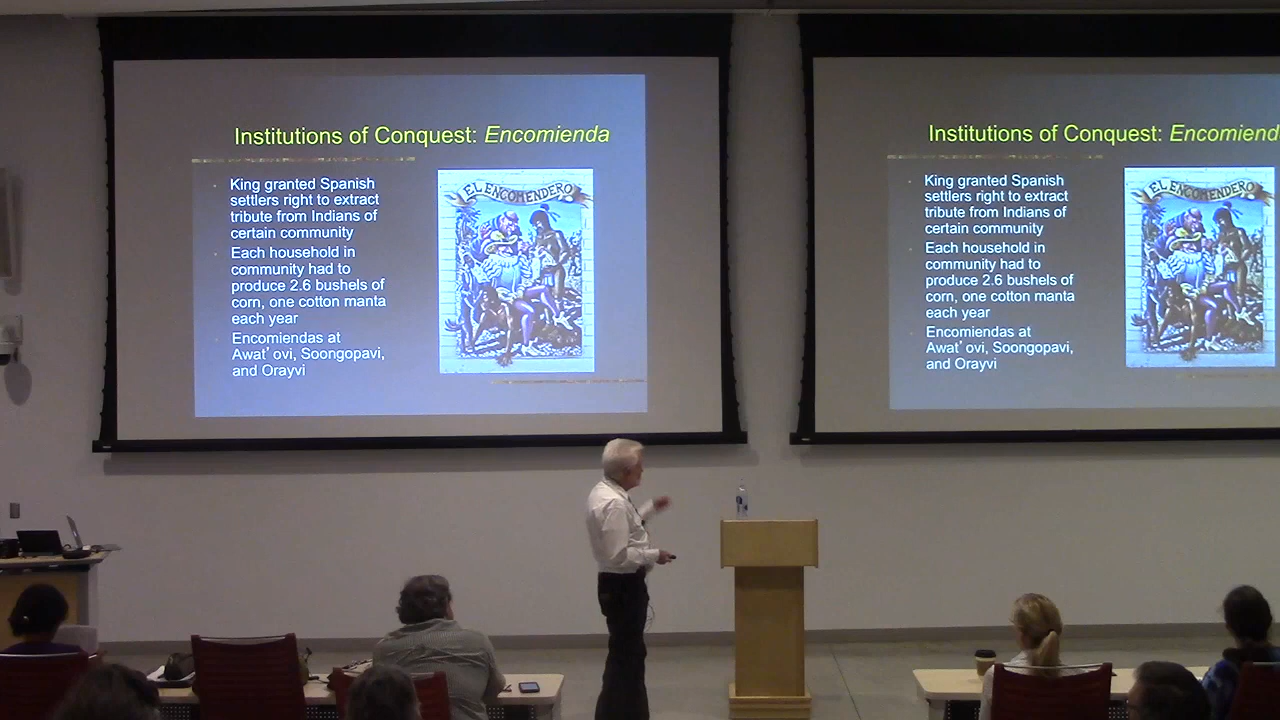 Institutions of Conquest: Encomienda
King granted Spanish
settlers right to extract
tribute from Indians of
certain community
Each household in
community had to
produce 2.6 bushels of
corn, one cotton manta
each year
Encomiendas at
Awat' ovi, Soongopavi,
and Orayvi
EL ENCOMENDERO
Institutions of Conquest: Encomiend
King granted Spanish
settlers right to extract
tribute from Indians of
certain community
Each household in
community had to
produce 2.6 bushels of
corn, one cotton manta
each year
Encomiendas at
Awat' ovi, Soongopavi,
and Orayvi
EL ENCOMENDERO